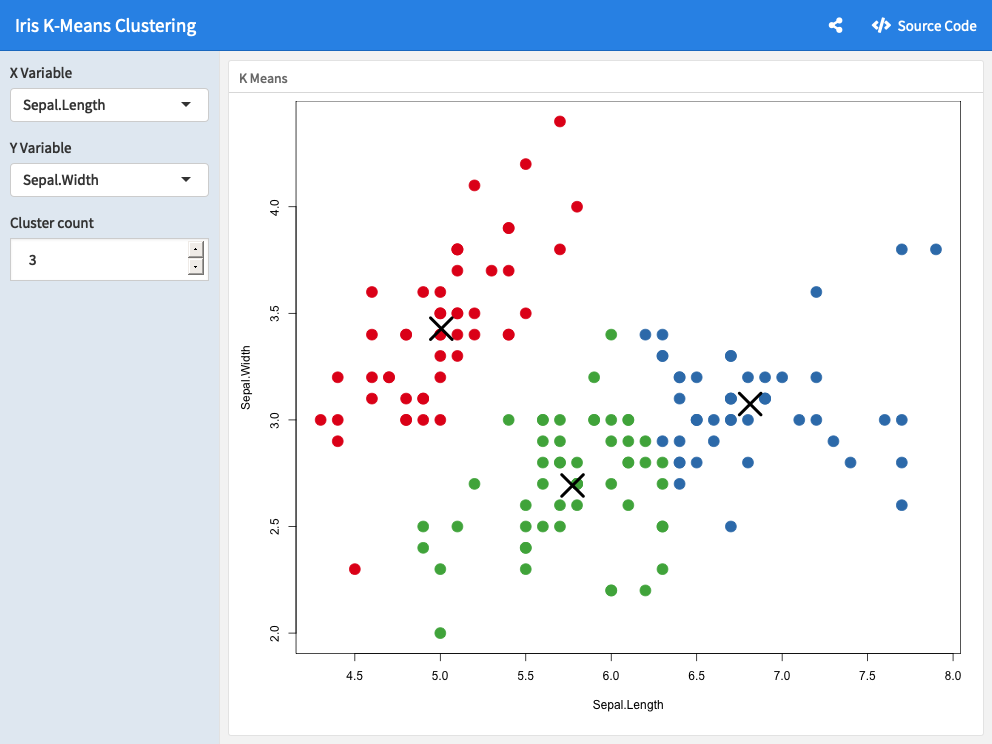 Iris K-Means Clustering
Source Code
X Variable
Sepal.Length
Y Variable
Sepal.Width
Cluster count
3
K Means
4.0
3.5
3.0
2.5
2.0
Sepal.Width
4.5 5.0 5.5 6.0 6.5 7.0 7.5 8.0
Sepal.Length